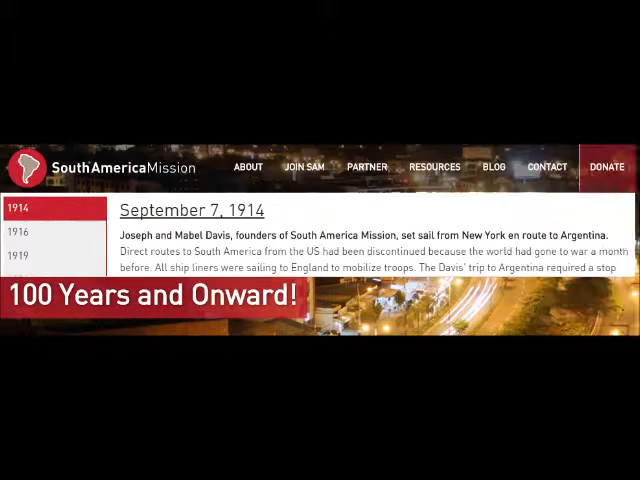 SouthAmericaMission
ABOUT JOIN SAM PARTNER RESOURCES BLOG CONTACT DONATE
1914
1916
1919
September 7, 1914
Joseph and Mabel Davis, founders of South America Mission, set sail from New York en route to Argentina.
Direct routes to South America from the US had been discontinued because the world had gone to war a month
before. All ship liners were sailing to England to mobilize troops. The Davis' trip to Argentina required a stop
100 Years and Onward!